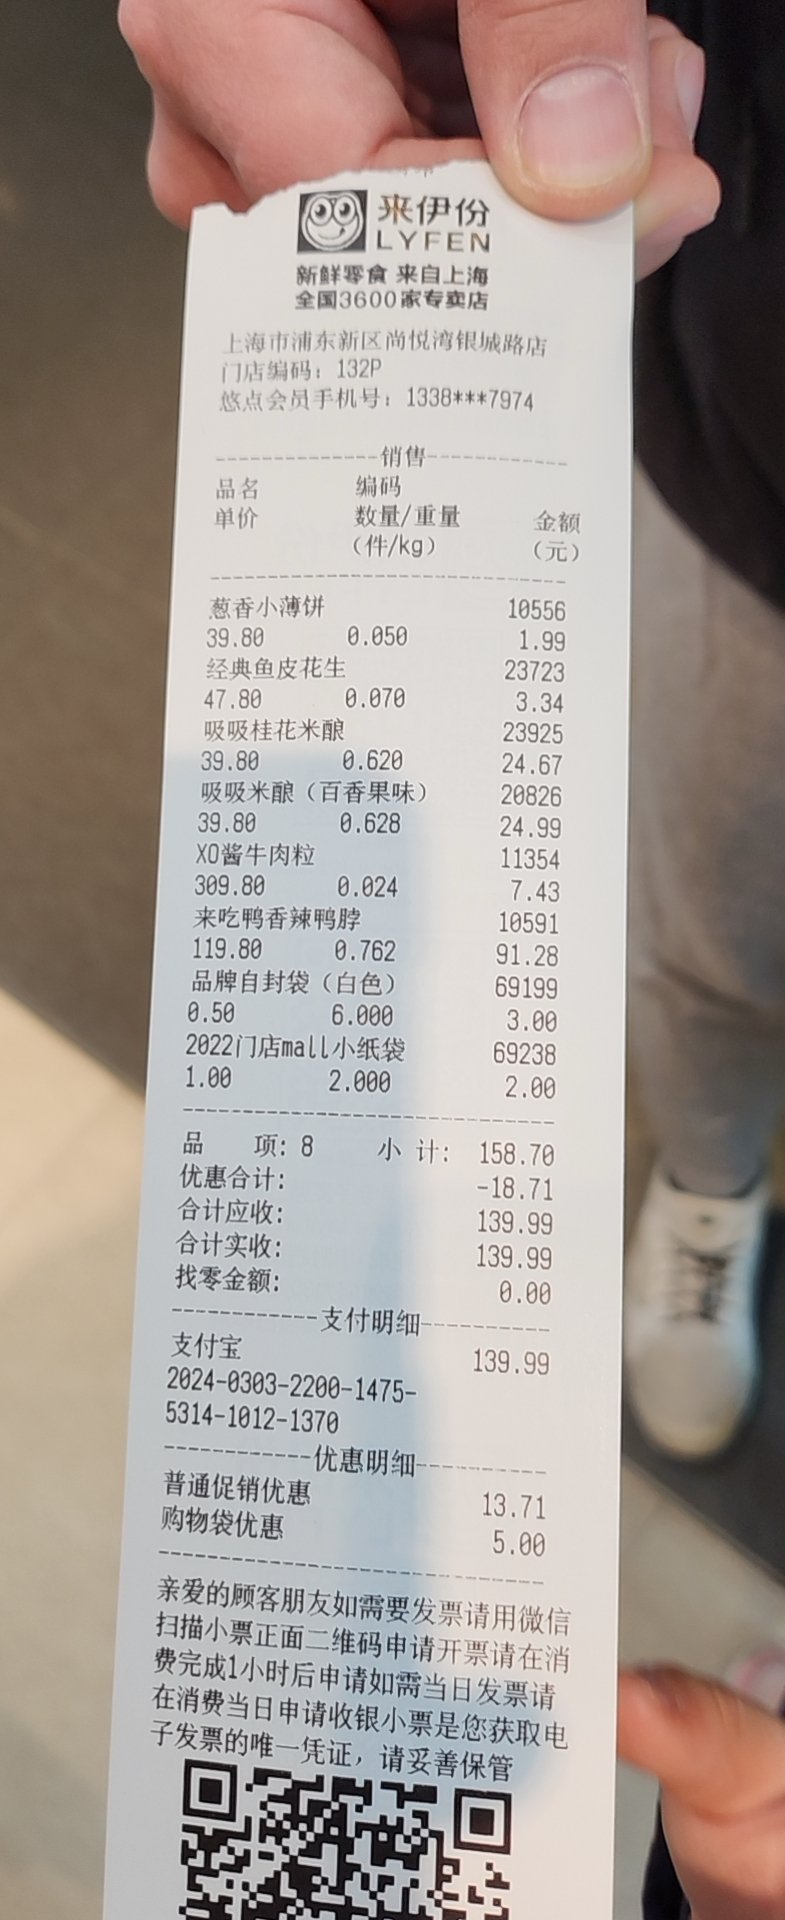 来伊份
LYFEN
新鲜零食 来自上海
全国3600家专卖店
上海市浦东新区尚悦湾银城路店
门店编码：132P
悠点会员手机号：1338***7974
-------------销售-------------
品名 编码
单价 数量/重量 金额
（件/kg） （元）
葱香小薄饼 10556
39.80 0.050 1.99
经典鱼皮花生 23723
47.80 0.070 3.34
吸吸桂花米酿 23925
39.80 0.620 24.67
吸吸米酿（百香果味） 20826
39.80 0.628 24.99
XO酱牛肉粒 11354
309.80 0.024 7.43
来吃鸭香辣鸭脖 10591
119.80 0.762 91.28
品牌自封袋（白色） 69199
0.50 6.000 3.00
2022门店mall小纸袋 69238
1.00 2.000 2.00
品 项: 8 小 计: 158.70
优惠合计: -18.71
合计应收: 139.99
合计实收: 139.99
找零金额: 0.00
------------支付明细-----------
支付宝 139.99
2024-0303-2200-1475-
5314-1012-1370
------------优惠明细-----------
普通促销优惠 13.71
购物袋优惠 5.00
亲爱的顾客朋友如需要发票请用微信
扫描小票正面二维码申请开票请在消
费完成1小时后申请如需当日发票请
在消费当日申请收银小票是您获取电
子发票的唯一凭证，请妥善保管